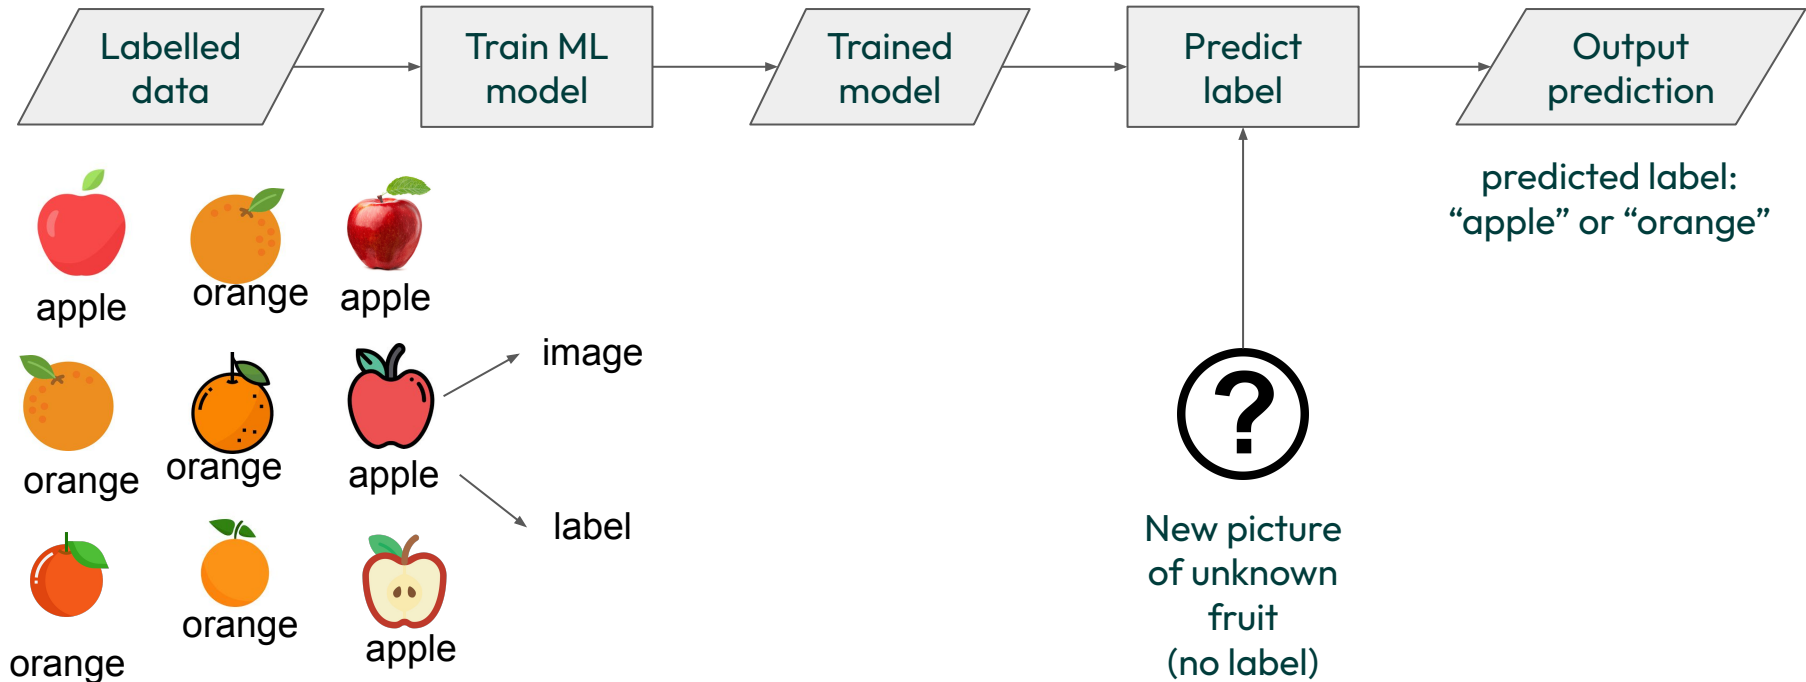 Labelled
data
Train ML
model
Trained
model
Predict
label
Output
prediction
predicted label:
“apple” or “orange”
apple
orange
apple
image
orange
orange
apple
label
orange
orange
apple
?
New picture
of unknown
fruit
(no label)